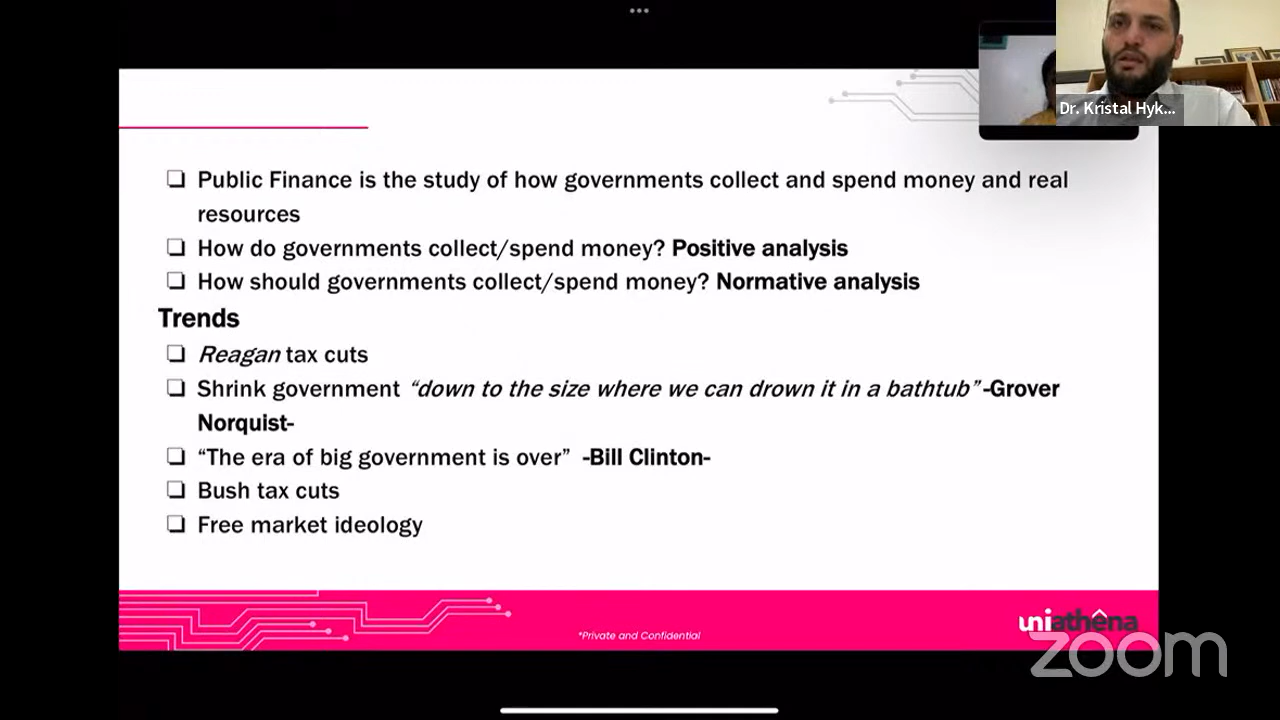 Dr. Kristal Hyk...
Public Finance is the study of how governments collect and spend money and real
resources
How do governments collect/spend money? Positive analysis
How should governments collect/spend money? Normative analysis
Trends
Reagan tax cuts
Shrink government “down to the size where we can drown it in a bathtub” -Grover
Norquist-
“The era of big government is over” -Bill Clinton-
Bush tax cuts
Free market ideology
*Private and Confidential
uniathena
zoom